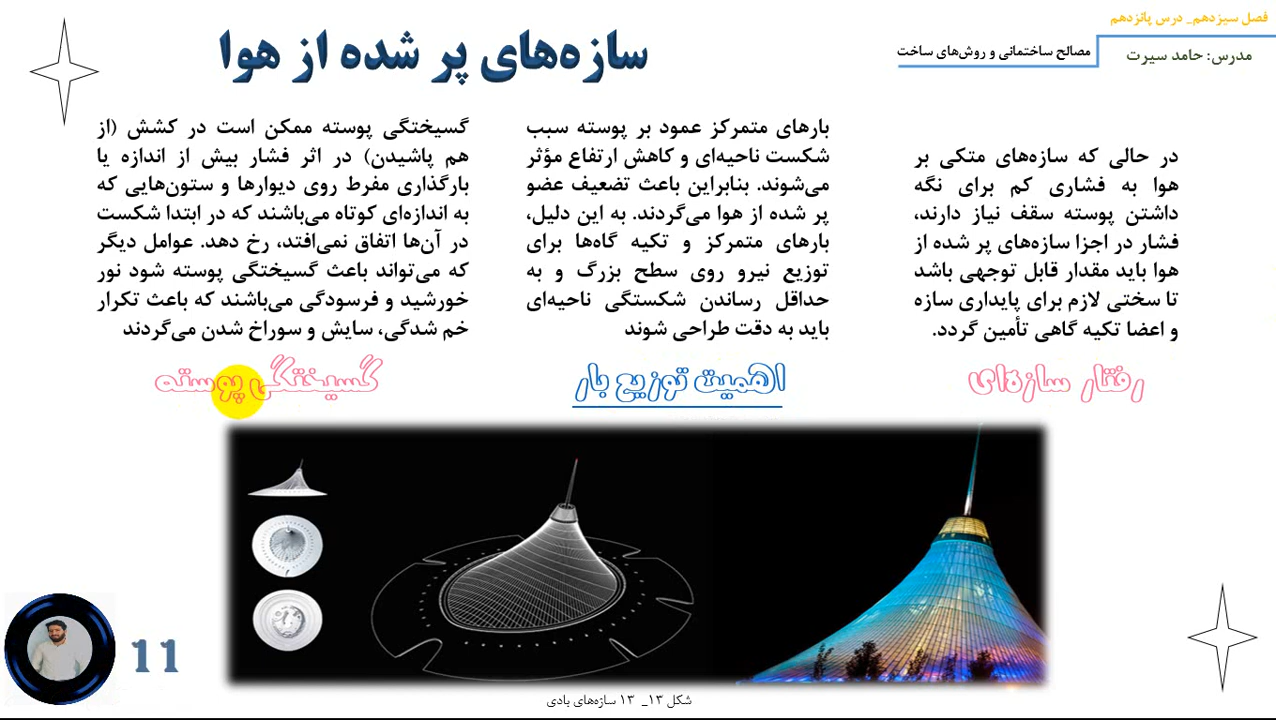 فصل سیزدهم_ درس پانزدهم
مدرس: حامد سیرت
مصالح ساختمانی و روش‌های ساخت
سازه‌های پر شده از هوا
در حالی که سازه‌های متکی بر
هوا به فشاری کم برای نگه
داشتن پوسته سقف نیاز دارند،
فشار در اجزا سازه‌های پر شده از
هوا باید مقدار قابل توجهی باشد
تا سختی لازم برای پایداری سازه
و اعضا تکیه گاهی تأمین گردد.
رفتار سازه‌ای
بارهای متمرکز عمود بر پوسته سبب
شکست ناحیه‌ای و کاهش ارتفاع مؤثر
می‌شوند. بنابراین باعث تضعیف عضو
پر شده از هوا می‌گردند. به این دلیل،
بارهای متمرکز و تکیه گاه‌ها برای
توزیع نیرو روی سطح بزرگ و به
حداقل رساندن شکستگی ناحیه‌ای
باید به دقت طراحی شوند
اهمیت توزیع بار
گسیختگی پوسته ممکن است در کشش (از
هم پاشیدن) در اثر فشار بیش از اندازه یا
بارگذاری مفرط روی دیوارها و ستون‌هایی که
به اندازه‌ای کوتاه می‌باشند که در ابتدا شکست
در آن‌ها اتفاق نمی‌افتد، رخ دهد. عوامل دیگر
که می‌تواند باعث گسیختگی پوسته شود نور
خورشید و فرسودگی می‌باشند که باعث تکرار
خم شدگی، سایش و سوراخ شدن می‌گردند
گسیختگی پوسته
شکل ۱۳_ ۱۳ سازه‌های بادی
11